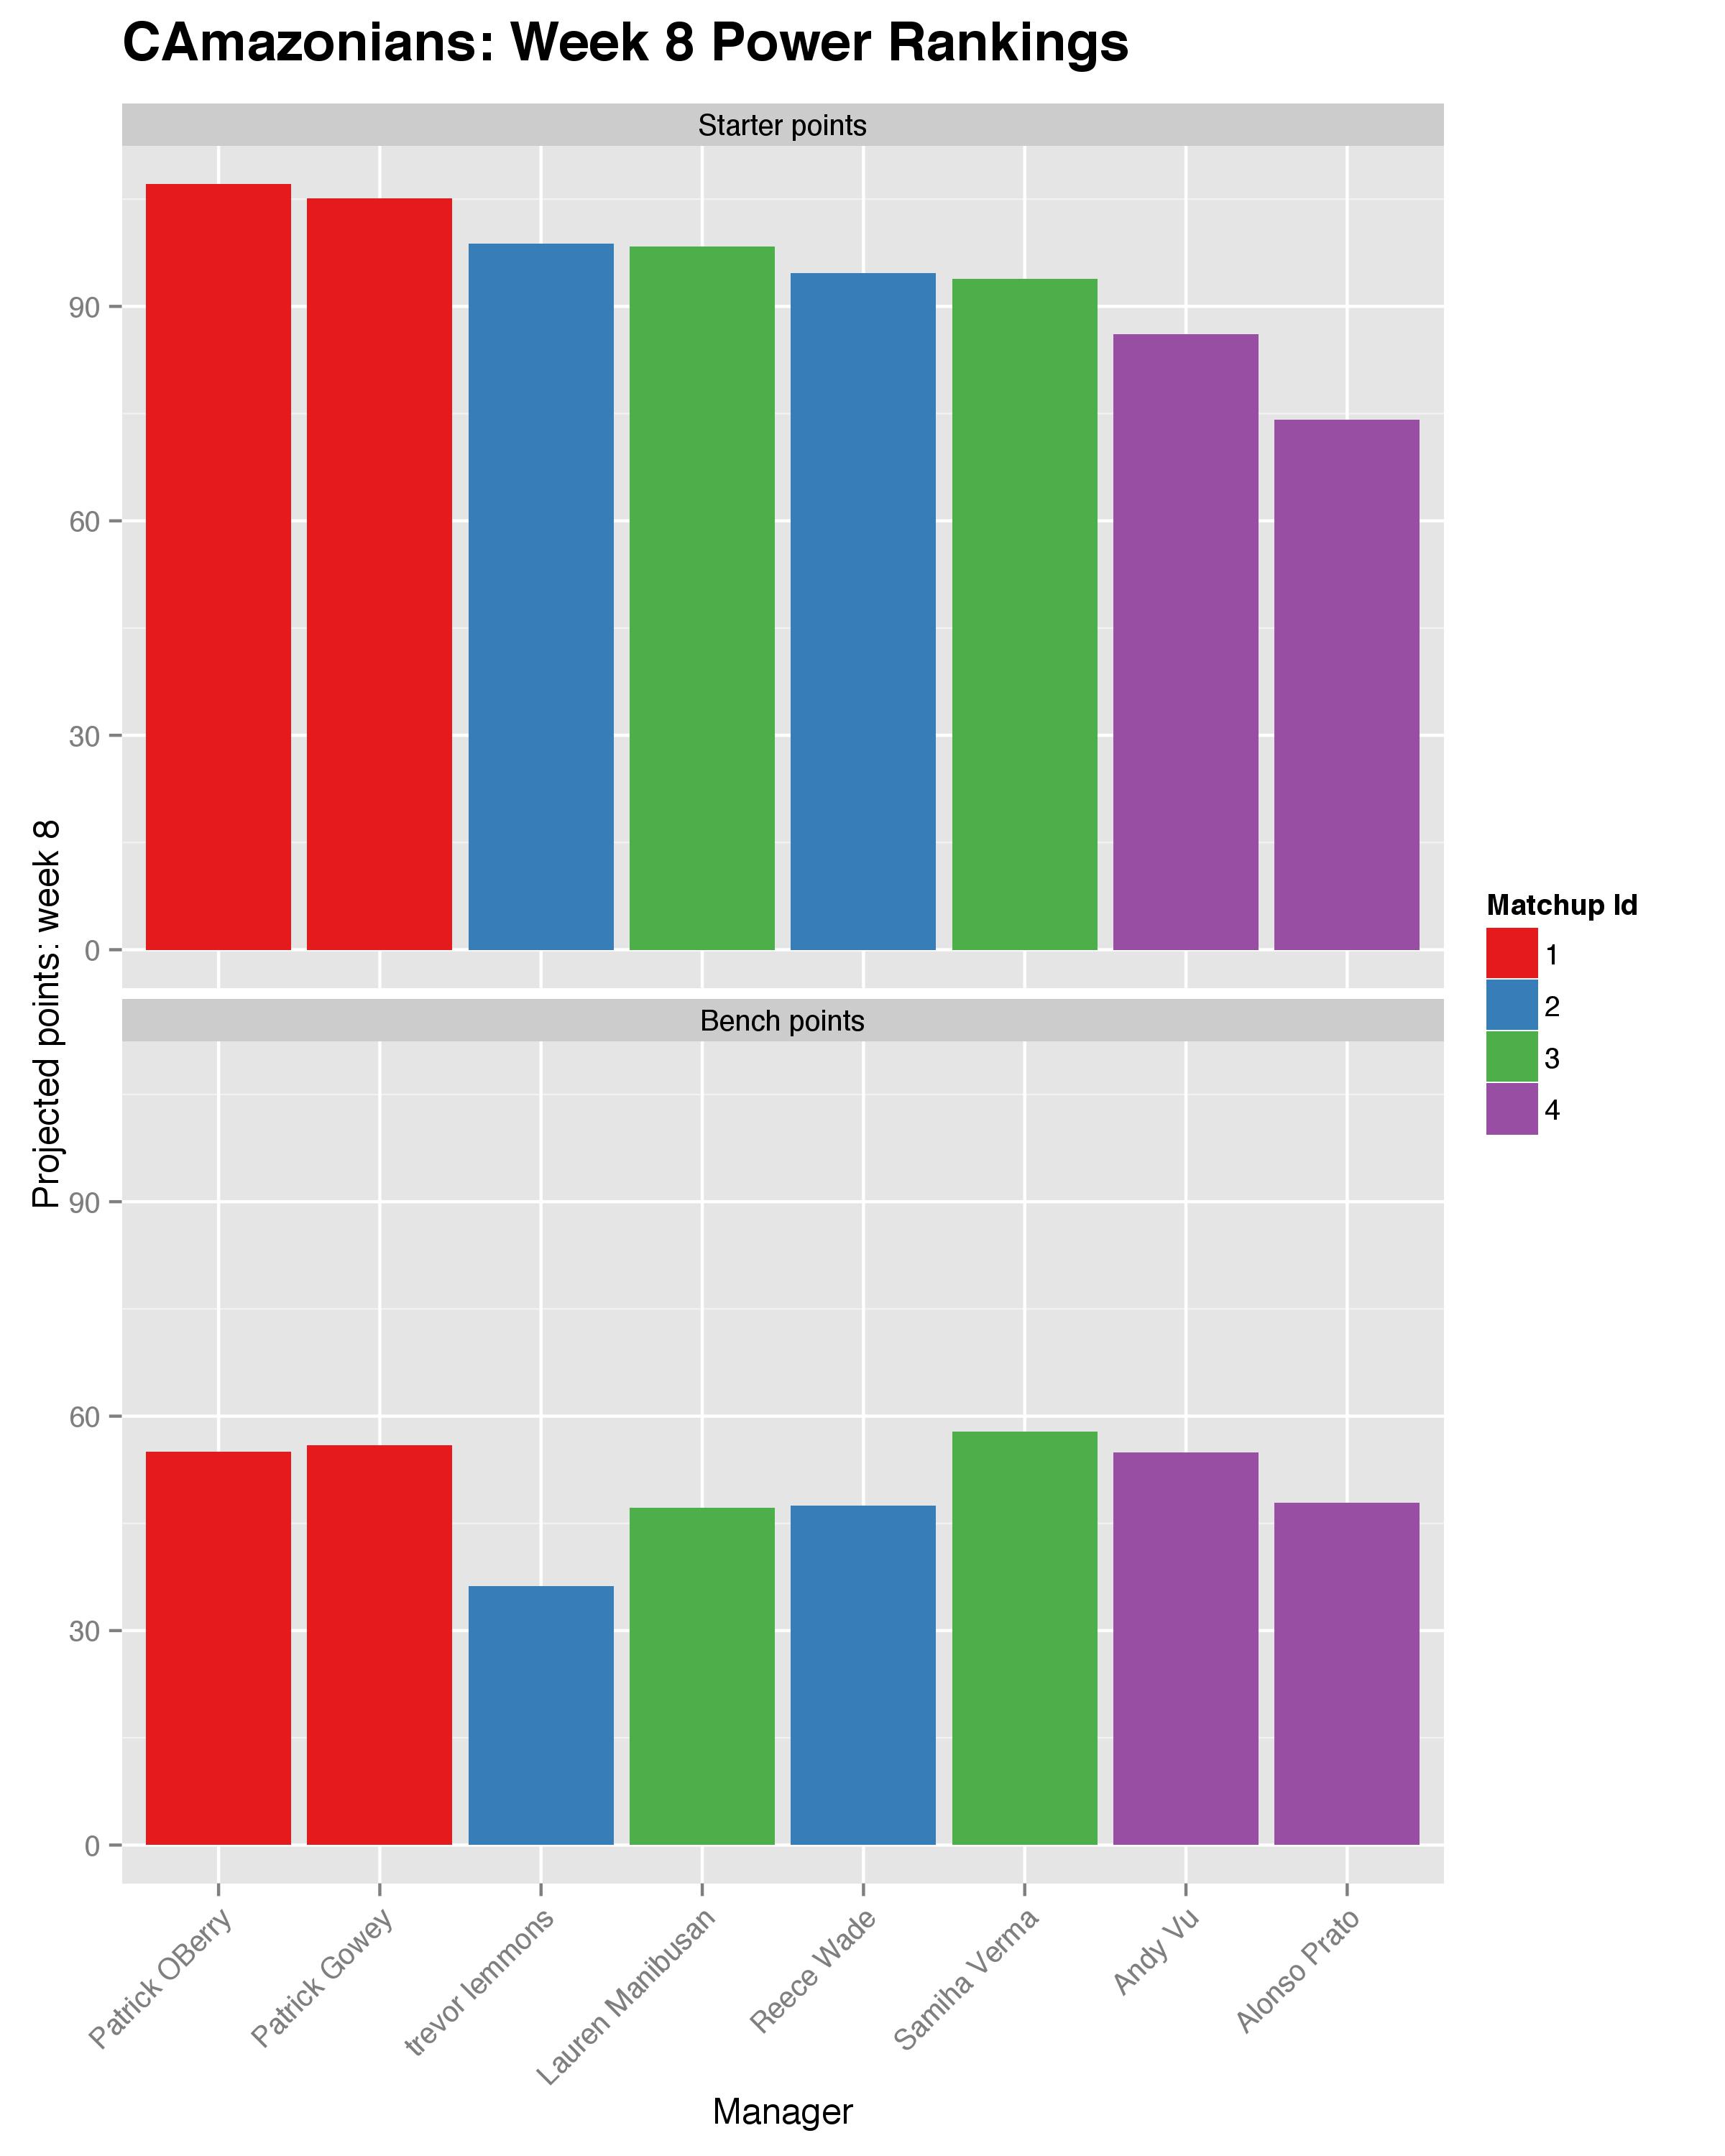 CAmazonians: Week 8 Power Rankings
Starter points
90
60
30
0
Bench points
90
60
30
0
Projected points: week 8
Patrick OBerry
Patrick Gowey
trevor lemmons
Lauren Manibusan
Reece Wade
Samiha Verma
Andy Vu
Alonso Prato
Manager
Matchup Id
1
2
3
4